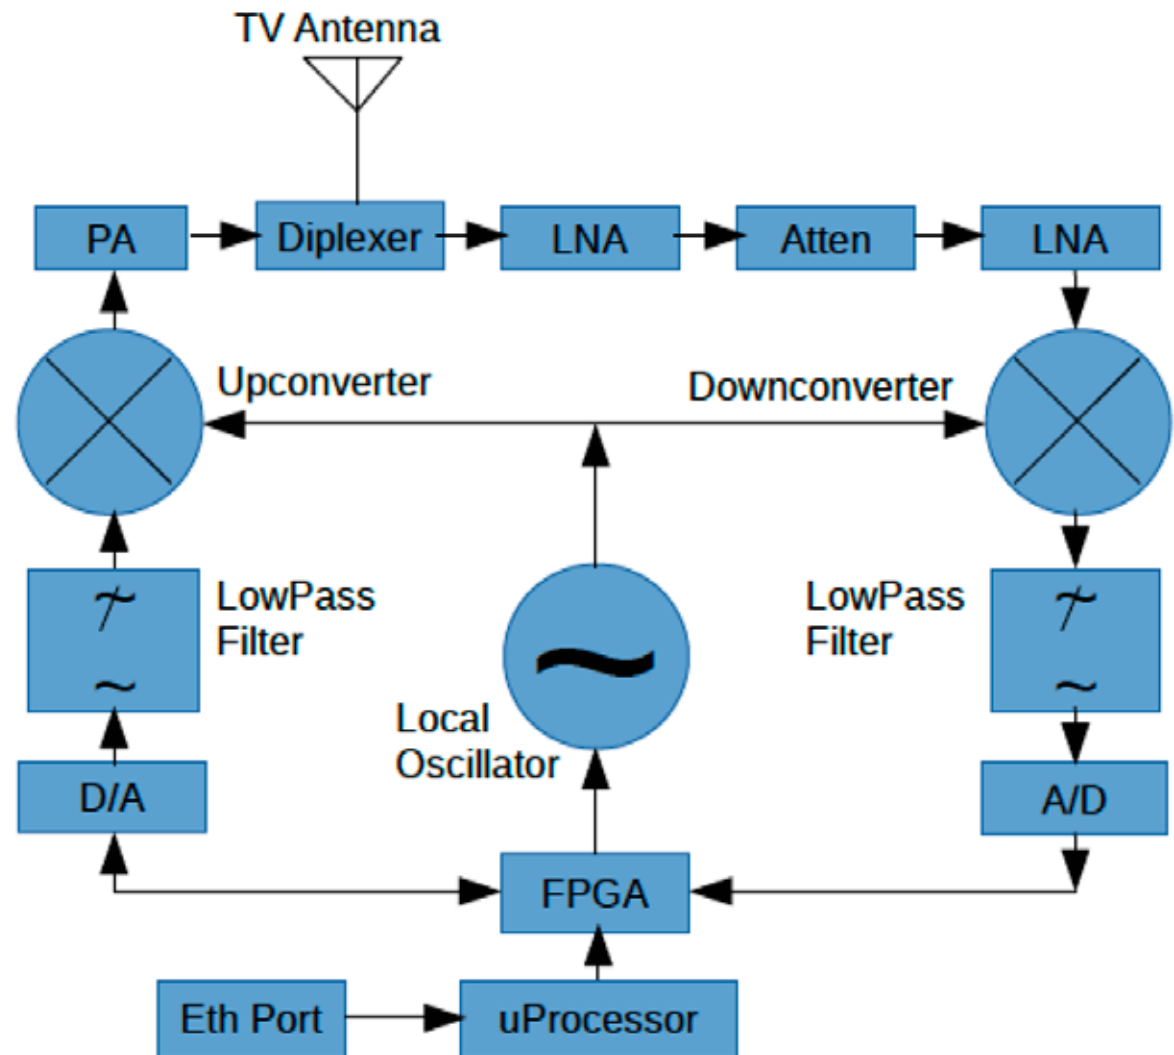 TV Antenna
PA
Diplexer
LNA
Atten
LNA
Upconverter
Downconverter
LowPass
Filter
LowPass
Filter
Local
Oscillator
D/A
A/D
FPGA
Eth Port
uProcessor